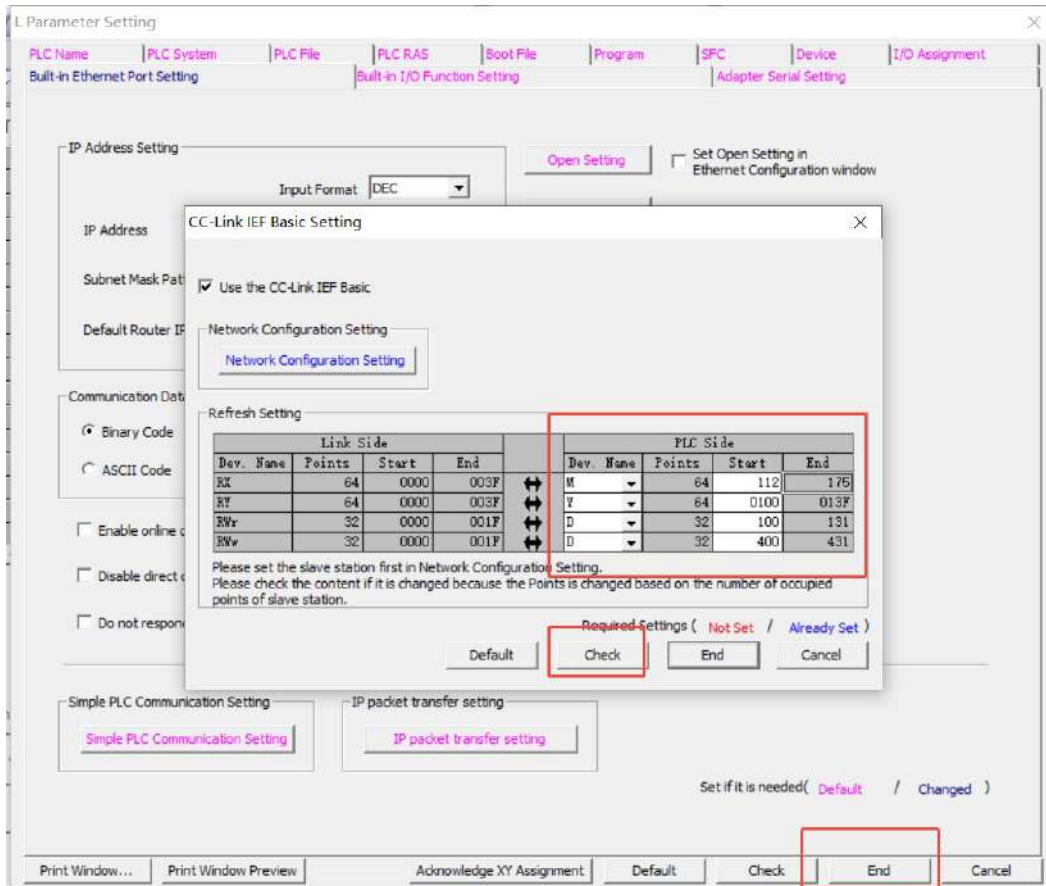 L Parameter Setting
PLC Name PLC System PLC File PLC RAS Boot File Program SFC Device I/O Assignment
Built-in Ethernet Port Setting Built-in I/O Function Setting Adapter Serial Setting
IP Address Setting
Input Format DEC
Open Setting
Set Open Setting in
Ethernet Configuration window
IP Address
Subnet Mask Pat
Default Router IP
CC-Link IEF Basic Setting
Use the CC-Link IEF Basic
Network Configuration Setting
Network Configuration Setting
Communication Data
Binary Code
ASCII Code
Refresh Setting
Link Side PLC Side
Dev. Name Points Start End Dev. Name Points Start End
RX 64 0000 003F M 64 112 175
RY 64 0000 003F Y 64 0100 013F
RWr 32 0000 001F D 32 100 131
RWw 32 0000 001F D 32 400 431
Please set the slave station first in Network Configuration Setting.
Please check the content if it is changed because the Points is changed based on the number of occupied
points of slave station.
Required Settings ( Not Set / Already Set )
Default Check End Cancel
Enable online c
Disable direct c
Do not respon
Simple PLC Communication Setting
Simple PLC Communication Setting
IP packet transfer setting
IP packet transfer setting
Set if it is needed( Default / Changed )
Print Window... Print Window Preview Acknowledge XY Assignment Default Check End Cancel